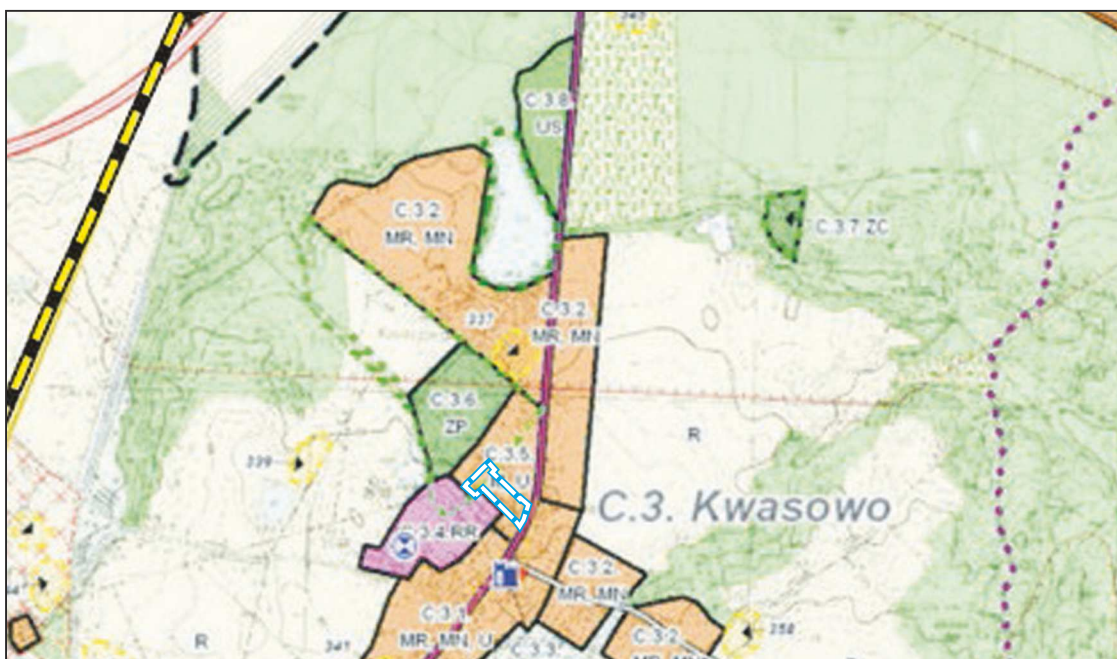 C.3.8
US
C.3.2
MR, MN
C.3.7 ZC
337
C.3.2
MR, MN
C.3.6
ZP
R
C.3.5
U
339
C.3. Kwasowo
C.3.4 RR
C.3.2
MR, MN
C.3.1
MR, MN, U
R
341
C.3.3
C.3.2
358